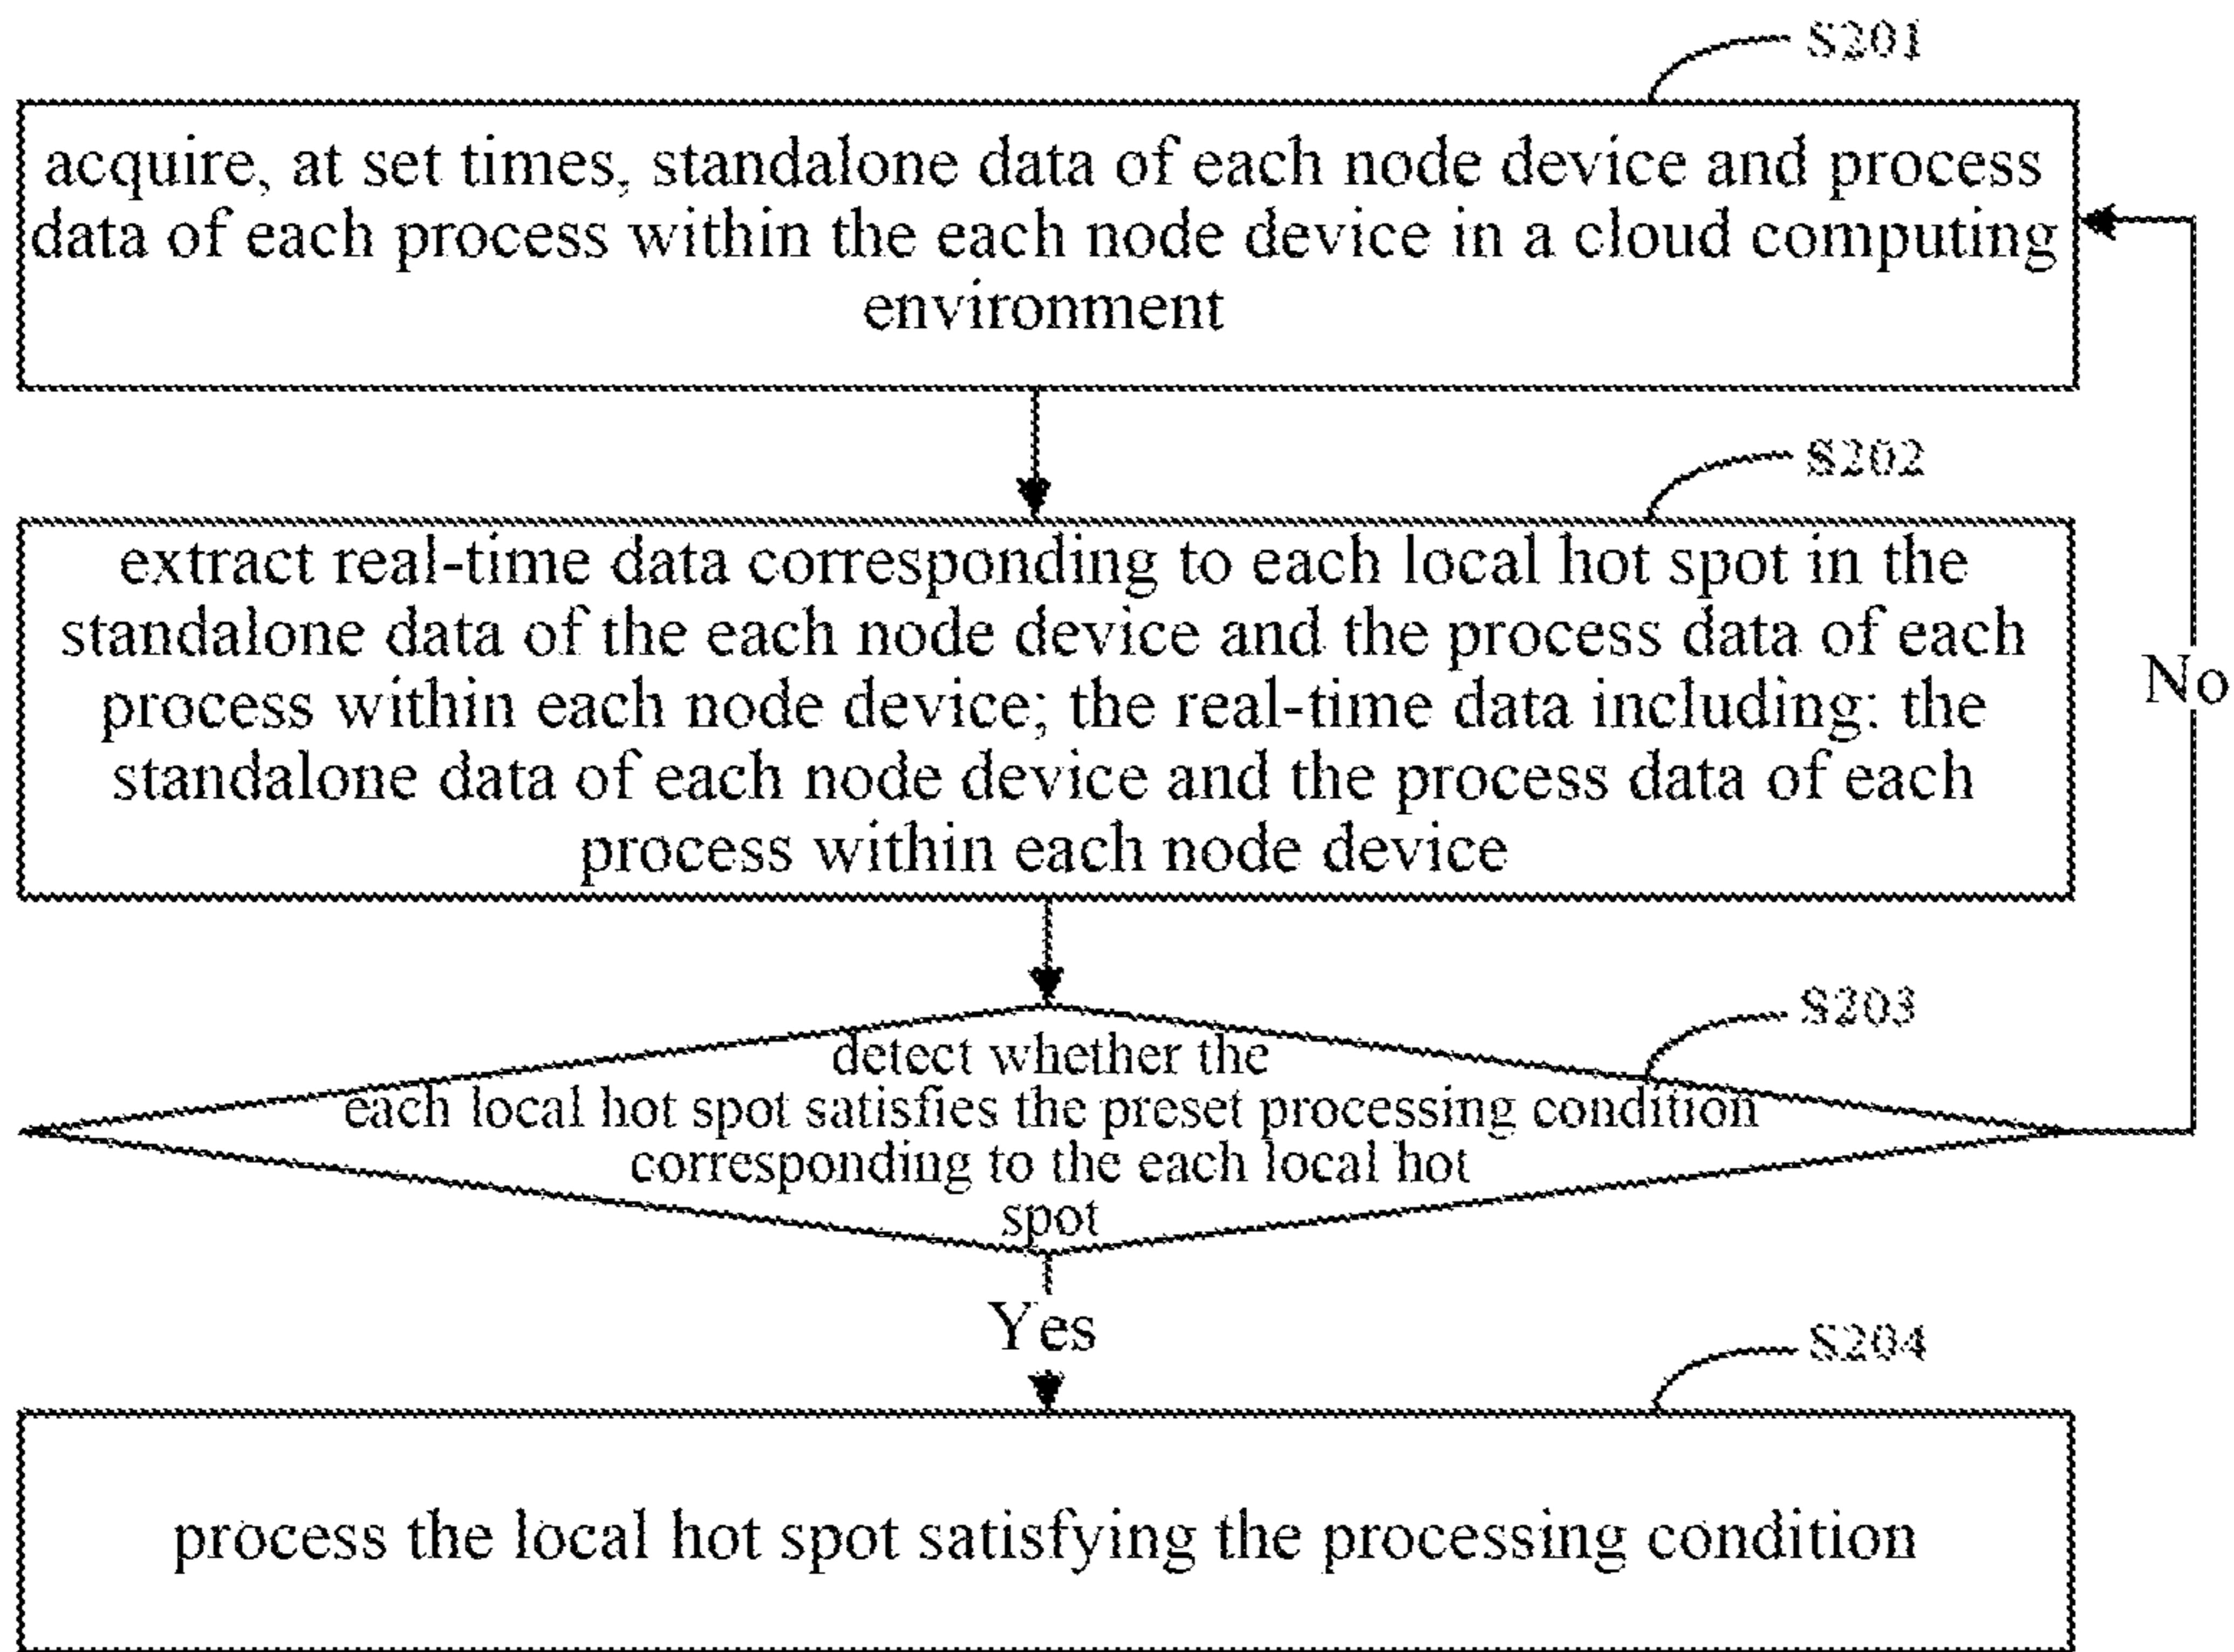 S201
acquire, at set times, standalone data of each node device and process
data of each process within the each node device in a cloud computing
environment
S202
extract real-time data corresponding to each local hot spot in the
standalone data of the each node device and the process data of each
process within each node device; the real-time data including: the
standalone data of each node device and the process data of each
process within each node device
No
S203
detect whether the
each local hot spot satisfies the preset processing condition
corresponding to the each local hot
spot
Yes
S204
process the local hot spot satisfying the processing condition